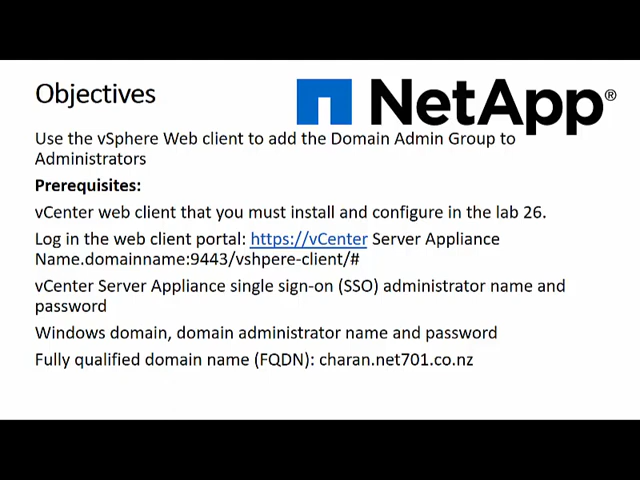 Objectives
NetApp®
Use the vSphere Web client to add the Domain Admin Group to
Administrators
Prerequisites:
vCenter web client that you must install and configure in the lab 26.
Log in the web client portal: https://vCenter Server Appliance
Name.domainname:9443/vshpere-client/#
vCenter Server Appliance single sign-on (SSO) administrator name and
password
Windows domain, domain administrator name and password
Fully qualified domain name (FQDN): charan.net701.co.nz